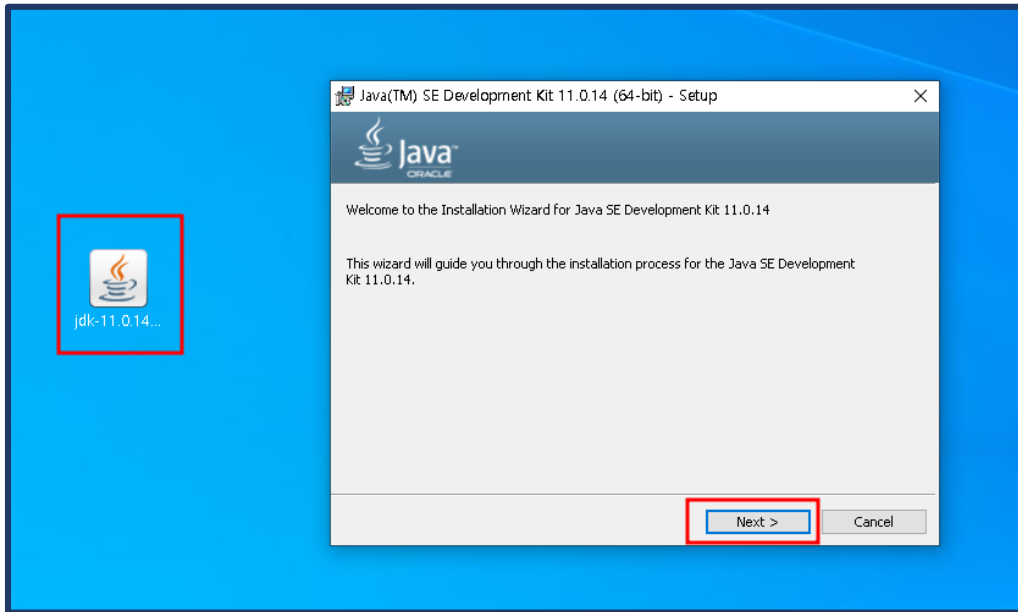 Java(TM) SE Development Kit 11.0.14 (64-bit) - Setup
Java™
ORACLE
Welcome to the Installation Wizard for Java SE Development Kit 11.0.14
This wizard will guide you through the installation process for the Java SE Development
Kit 11.0.14.
jdk-11.0.14...
Next >
Cancel